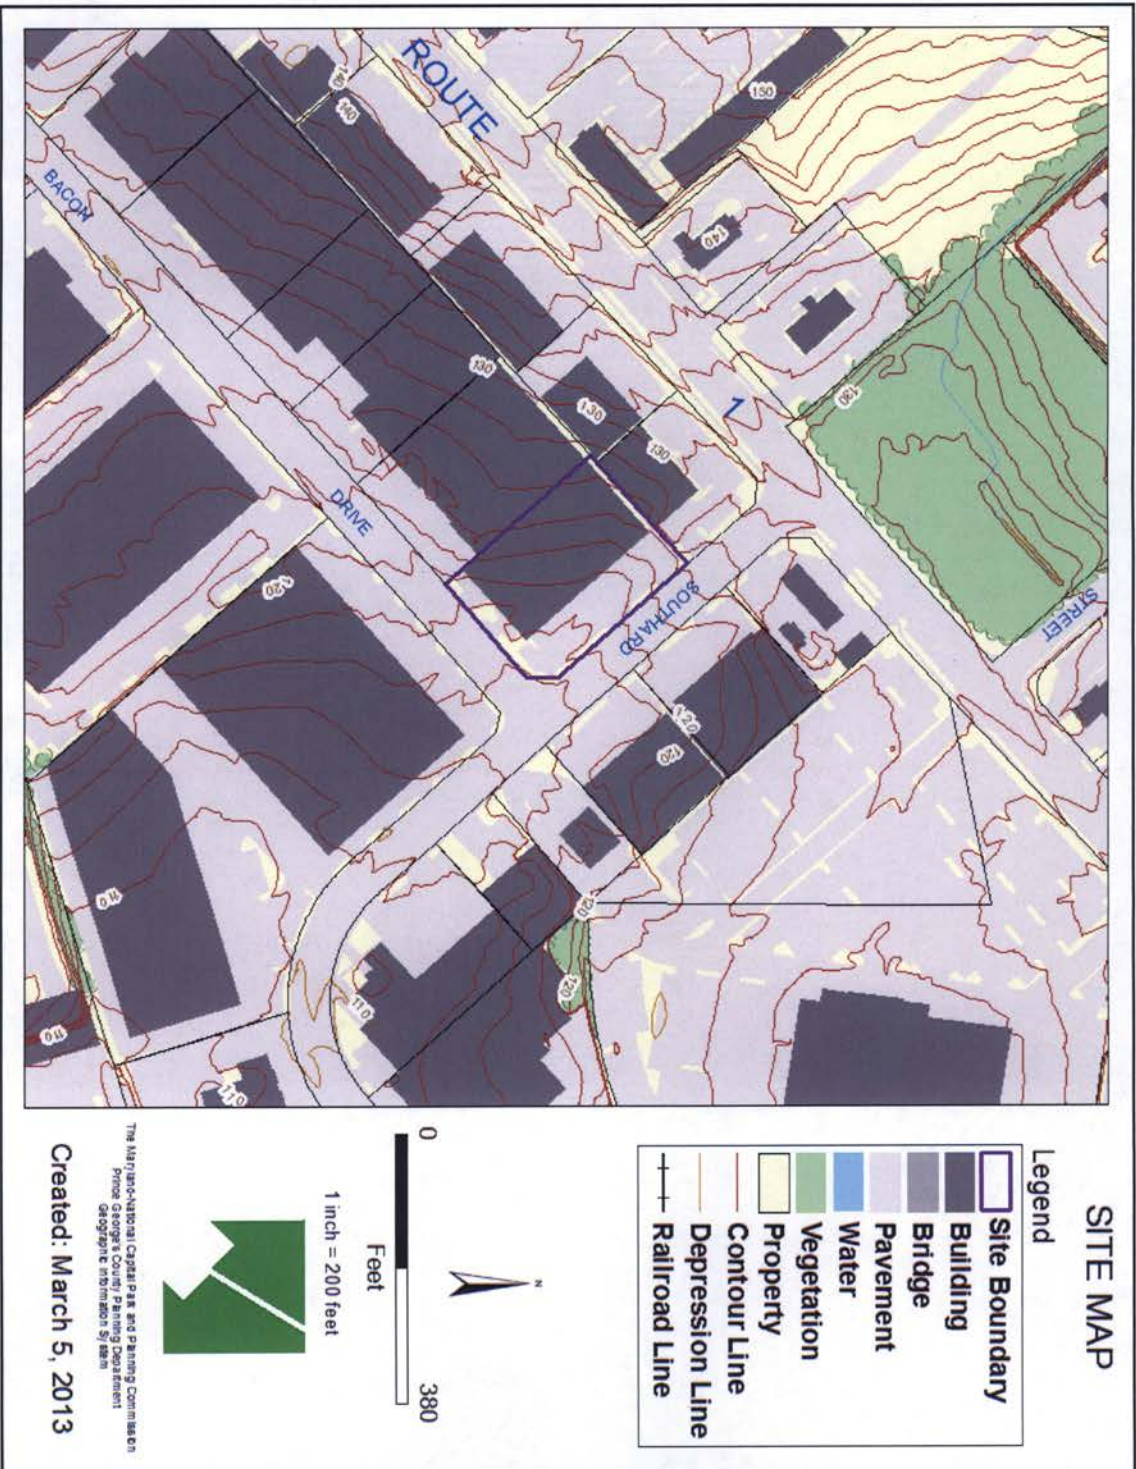 SITE MAP
Legend
Site Boundary
Building
Bridge
Pavement
Water
Vegetation
Property
Contour Line
Depression Line
Railroad Line
N
0
380
Feet
1 inch = 200 feet
The Maryland-National Capital Park and Planning Commission
Prince George's County Planning Department
Geographic Information System
Created: March 5, 2013
ROUTE
1
BACON
DRIVE
SOUTHARD
STREET
140
140
150
140
130
130
130
130
130
120
120
120
120
120
110
110
110
110